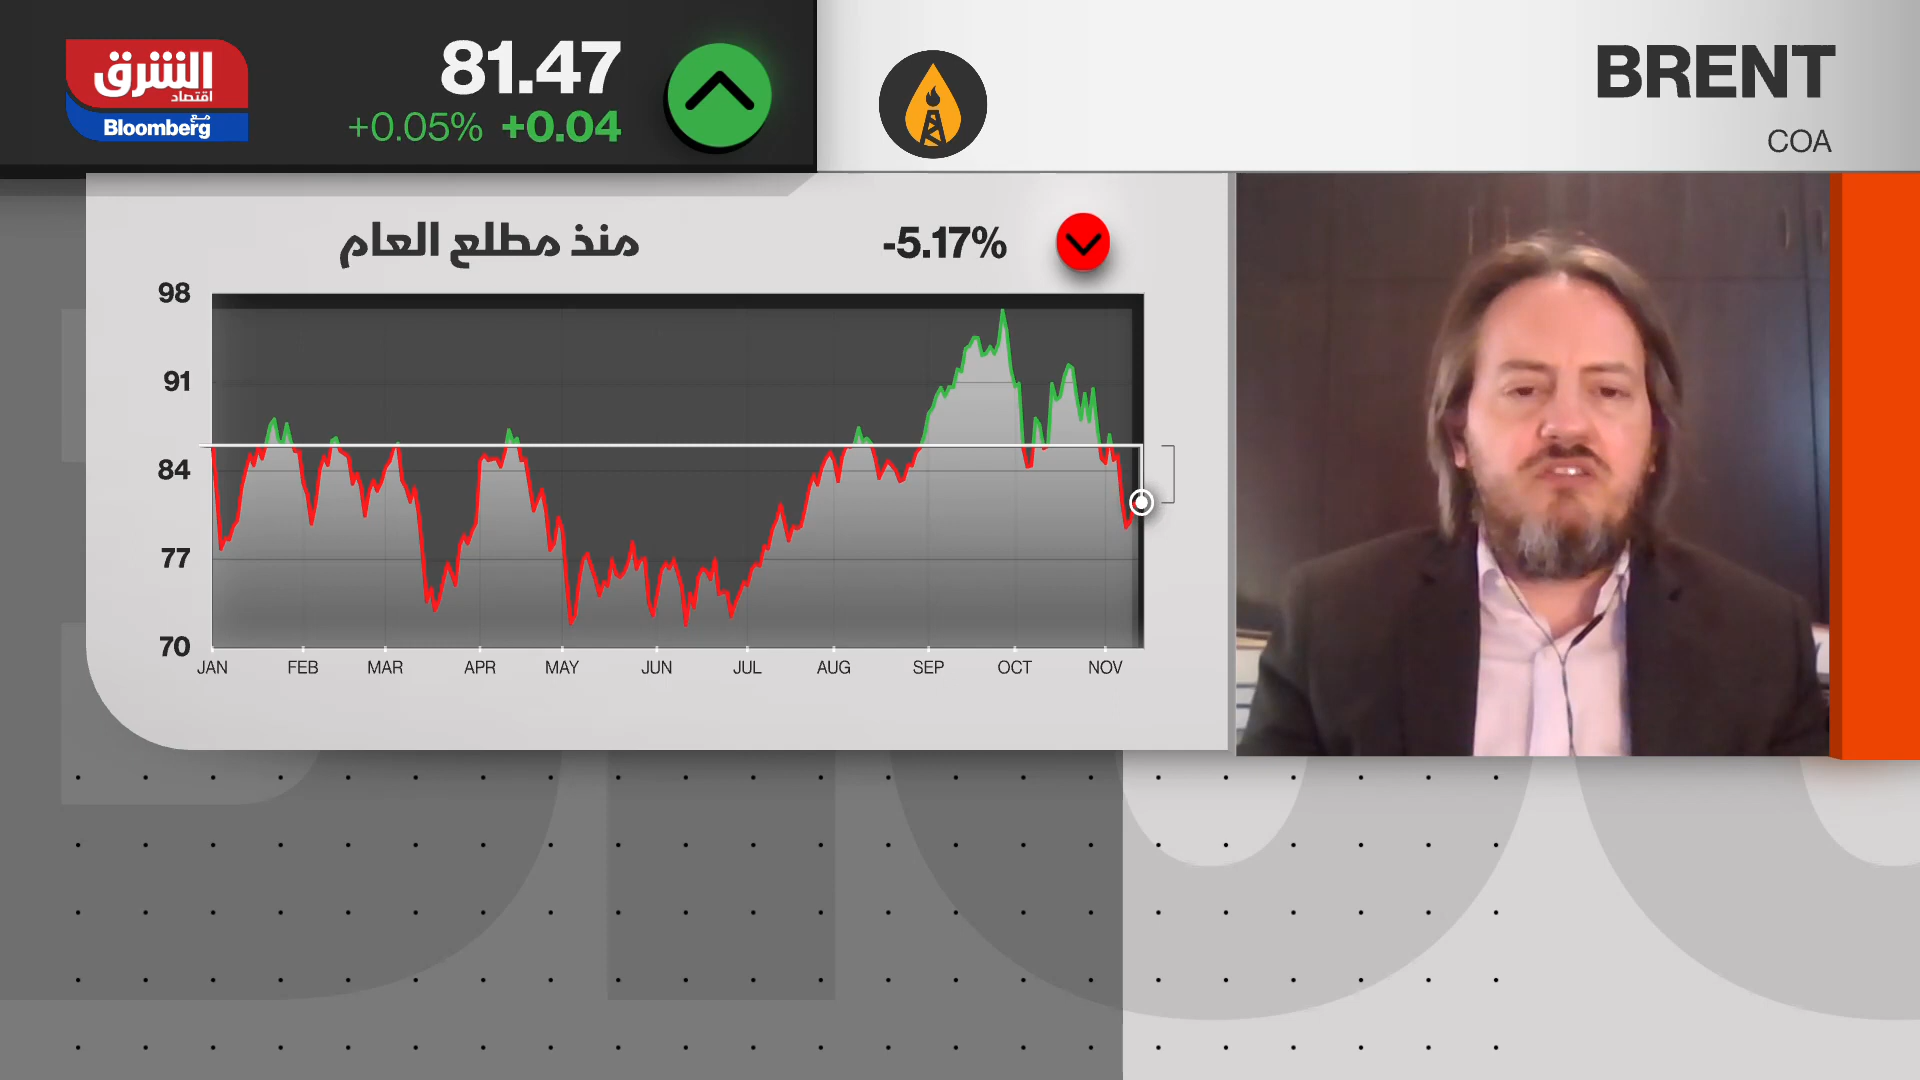 الشرق
اقتصاد
مع
Bloomberg
81.47
+0.05% +0.04
BRENT
COA
منذ مطلع العام
-5.17%
98
91
84
77
70
JAN FEB MAR APR MAY JUN JUL AUG SEP OCT NOV